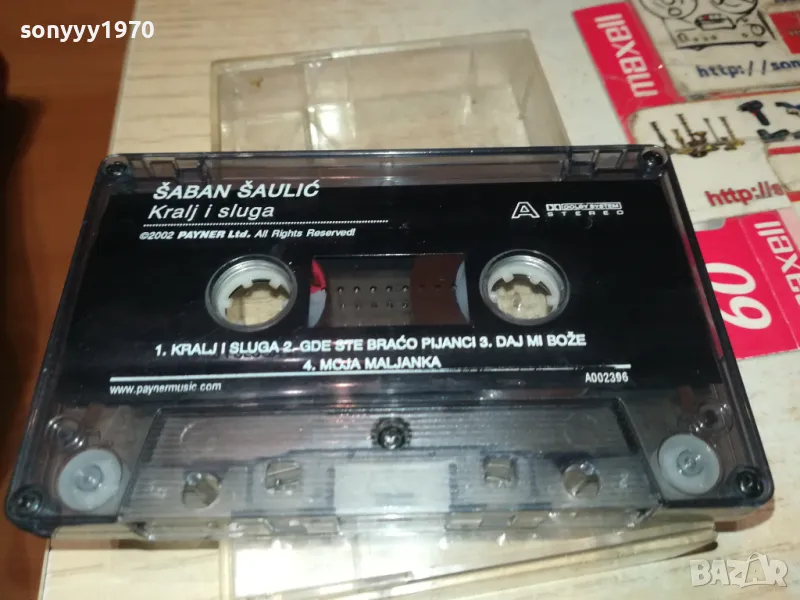 sonyyy1970
maxell
http://son
http://s
maxell
60
ŠABAN ŠAULIĆ
Kralj i sluga
©2002 PAYNER Ltd. All Rights Reserved!
A DOLBY SYSTEM
STEREO
1. KRALJ I SLUGA 2. GDE STE BRAĆO PIJANCI 3. DAJ MI BOŽE
4. MOJA MALJANKA
www.paynermusic.com
A002396
BAZAR